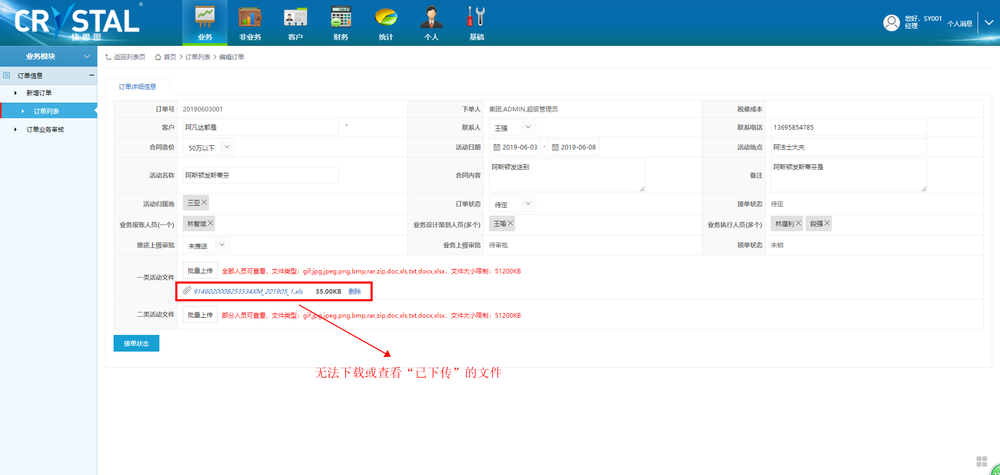 CRYSTAL ®
快思图
业务
非业务
客户
财务
统计
个人
基础
您好, SY001
经理
个人消息
业务模块
返回列表页 首页 > 订单列表 > 编辑订单
订单信息
新增订单
订单列表
订单业务审核
订单详细信息
订单号 20190603001 下单人 集团,ADMIN,超级管理员 税费成本
客户 阿凡达都是 * 联系人 王强 联系电话 13695854785
合同造价 50万以下 活动日期 2019-06-03 - 2019-06-08 活动地点 阿法士大夫
活动名称 阿斯顿发斯蒂芬 合同内容 阿斯顿发送到 备注 阿斯顿发斯蒂芬是
活动归属地 三亚 订单状态 待定 接单状态 待定
业务报账人员(一个) 林智斌 业务设计策划人员(多个) 王喻 业务执行人员(多个) 林蕴钊 段强
推送上级审批 未推送 业务上级审批 待审批 锁单状态 未锁
一类活动文件 批量上传 全部人员可查看，文件类型：gif,jpg,jpeg,png,bmp,rar,zip,doc,xls,txt,docx,xlsx，文件大小限制：51200KB
9146020008253534XM_201905_1.xls 35.00KB 删除
二类活动文件 批量上传 部分人员可查看，文件类型：gif,jpg,jpeg,png,bmp,rar,zip,doc,xls,txt,docx,xlsx，文件大小限制：51200KB
接单状态
无法下载或查看“已下传”的文件